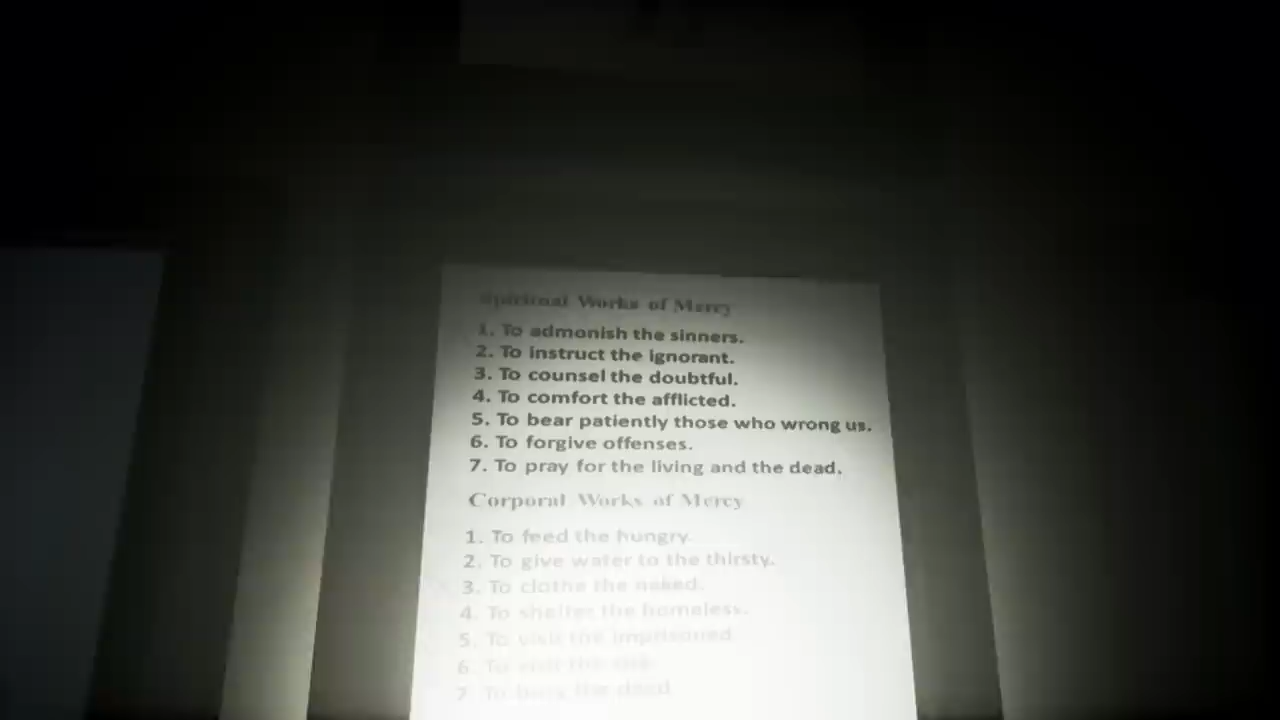 Spiritual Works of Mercy
1. To admonish the sinners.
2. To instruct the ignorant.
3. To counsel the doubtful.
4. To comfort the afflicted.
5. To bear patiently those who wrong us.
6. To forgive offenses.
7. To pray for the living and the dead.
Corporal Works of Mercy
1. To feed the hungry.
2. To give water to the thirsty.
3. To clothe the naked.
4. To shelter the homeless.
5. To visit the imprisoned
6. To visit the sick
7. To bury the dead